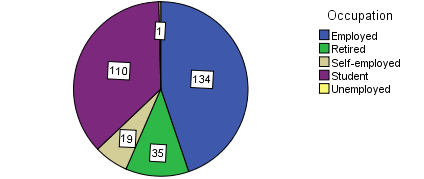 Occupation
Employed
Retired
Self-employed
Student
Unemployed
1
134
110
19
35